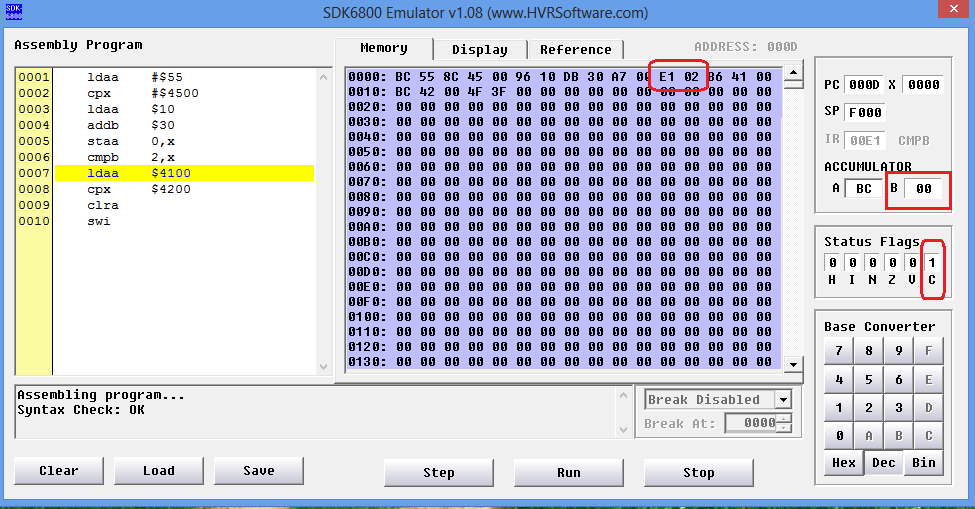 SDK-6800
SDK6800 Emulator v1.08 (www.HVRSoftware.com)
x
Assembly Program
Memory Display Reference ADDRESS: 000D
0001 ldaa #$55
0002 cpx #$4500
0003 ldaa $10
0004 addb $30
0005 staa 0,x
0006 cmpb 2,x
0007 ldaa $4100
0008 cpx $4200
0009 clra
0010 swi
0000: BC 55 8C 45 00 96 10 DB 30 A7 00 E1 02 B6 41 00
0010: BC 42 00 4F 3F 00 00 00 00 00 00 00 00 00 00 00
0020: 00 00 00 00 00 00 00 00 00 00 00 00 00 00 00 00
0030: 00 00 00 00 00 00 00 00 00 00 00 00 00 00 00 00
0040: 00 00 00 00 00 00 00 00 00 00 00 00 00 00 00 00
0050: 00 00 00 00 00 00 00 00 00 00 00 00 00 00 00 00
0060: 00 00 00 00 00 00 00 00 00 00 00 00 00 00 00 00
0070: 00 00 00 00 00 00 00 00 00 00 00 00 00 00 00 00
0080: 00 00 00 00 00 00 00 00 00 00 00 00 00 00 00 00
0090: 00 00 00 00 00 00 00 00 00 00 00 00 00 00 00 00
00A0: 00 00 00 00 00 00 00 00 00 00 00 00 00 00 00 00
00B0: 00 00 00 00 00 00 00 00 00 00 00 00 00 00 00 00
00C0: 00 00 00 00 00 00 00 00 00 00 00 00 00 00 00 00
00D0: 00 00 00 00 00 00 00 00 00 00 00 00 00 00 00 00
00E0: 00 00 00 00 00 00 00 00 00 00 00 00 00 00 00 00
00F0: 00 00 00 00 00 00 00 00 00 00 00 00 00 00 00 00
0100: 00 00 00 00 00 00 00 00 00 00 00 00 00 00 00 00
0110: 00 00 00 00 00 00 00 00 00 00 00 00 00 00 00 00
0120: 00 00 00 00 00 00 00 00 00 00 00 00 00 00 00 00
0130: 00 00 00 00 00 00 00 00 00 00 00 00 00 00 00 00
PC 000D X 0000
SP F000
IR 00E1 CMPB
ACCUMULATOR
A BC B 00
Status Flags
0 0 0 0 0 1
H I N Z V C
Base Converter
7 8 9 F
4 5 6 E
1 2 3 D
0 A B C
Hex Dec Bin
Assembling program...
Syntax Check: OK
Break Disabled
Break At: 0000
Clear Load Save Step Run Stop